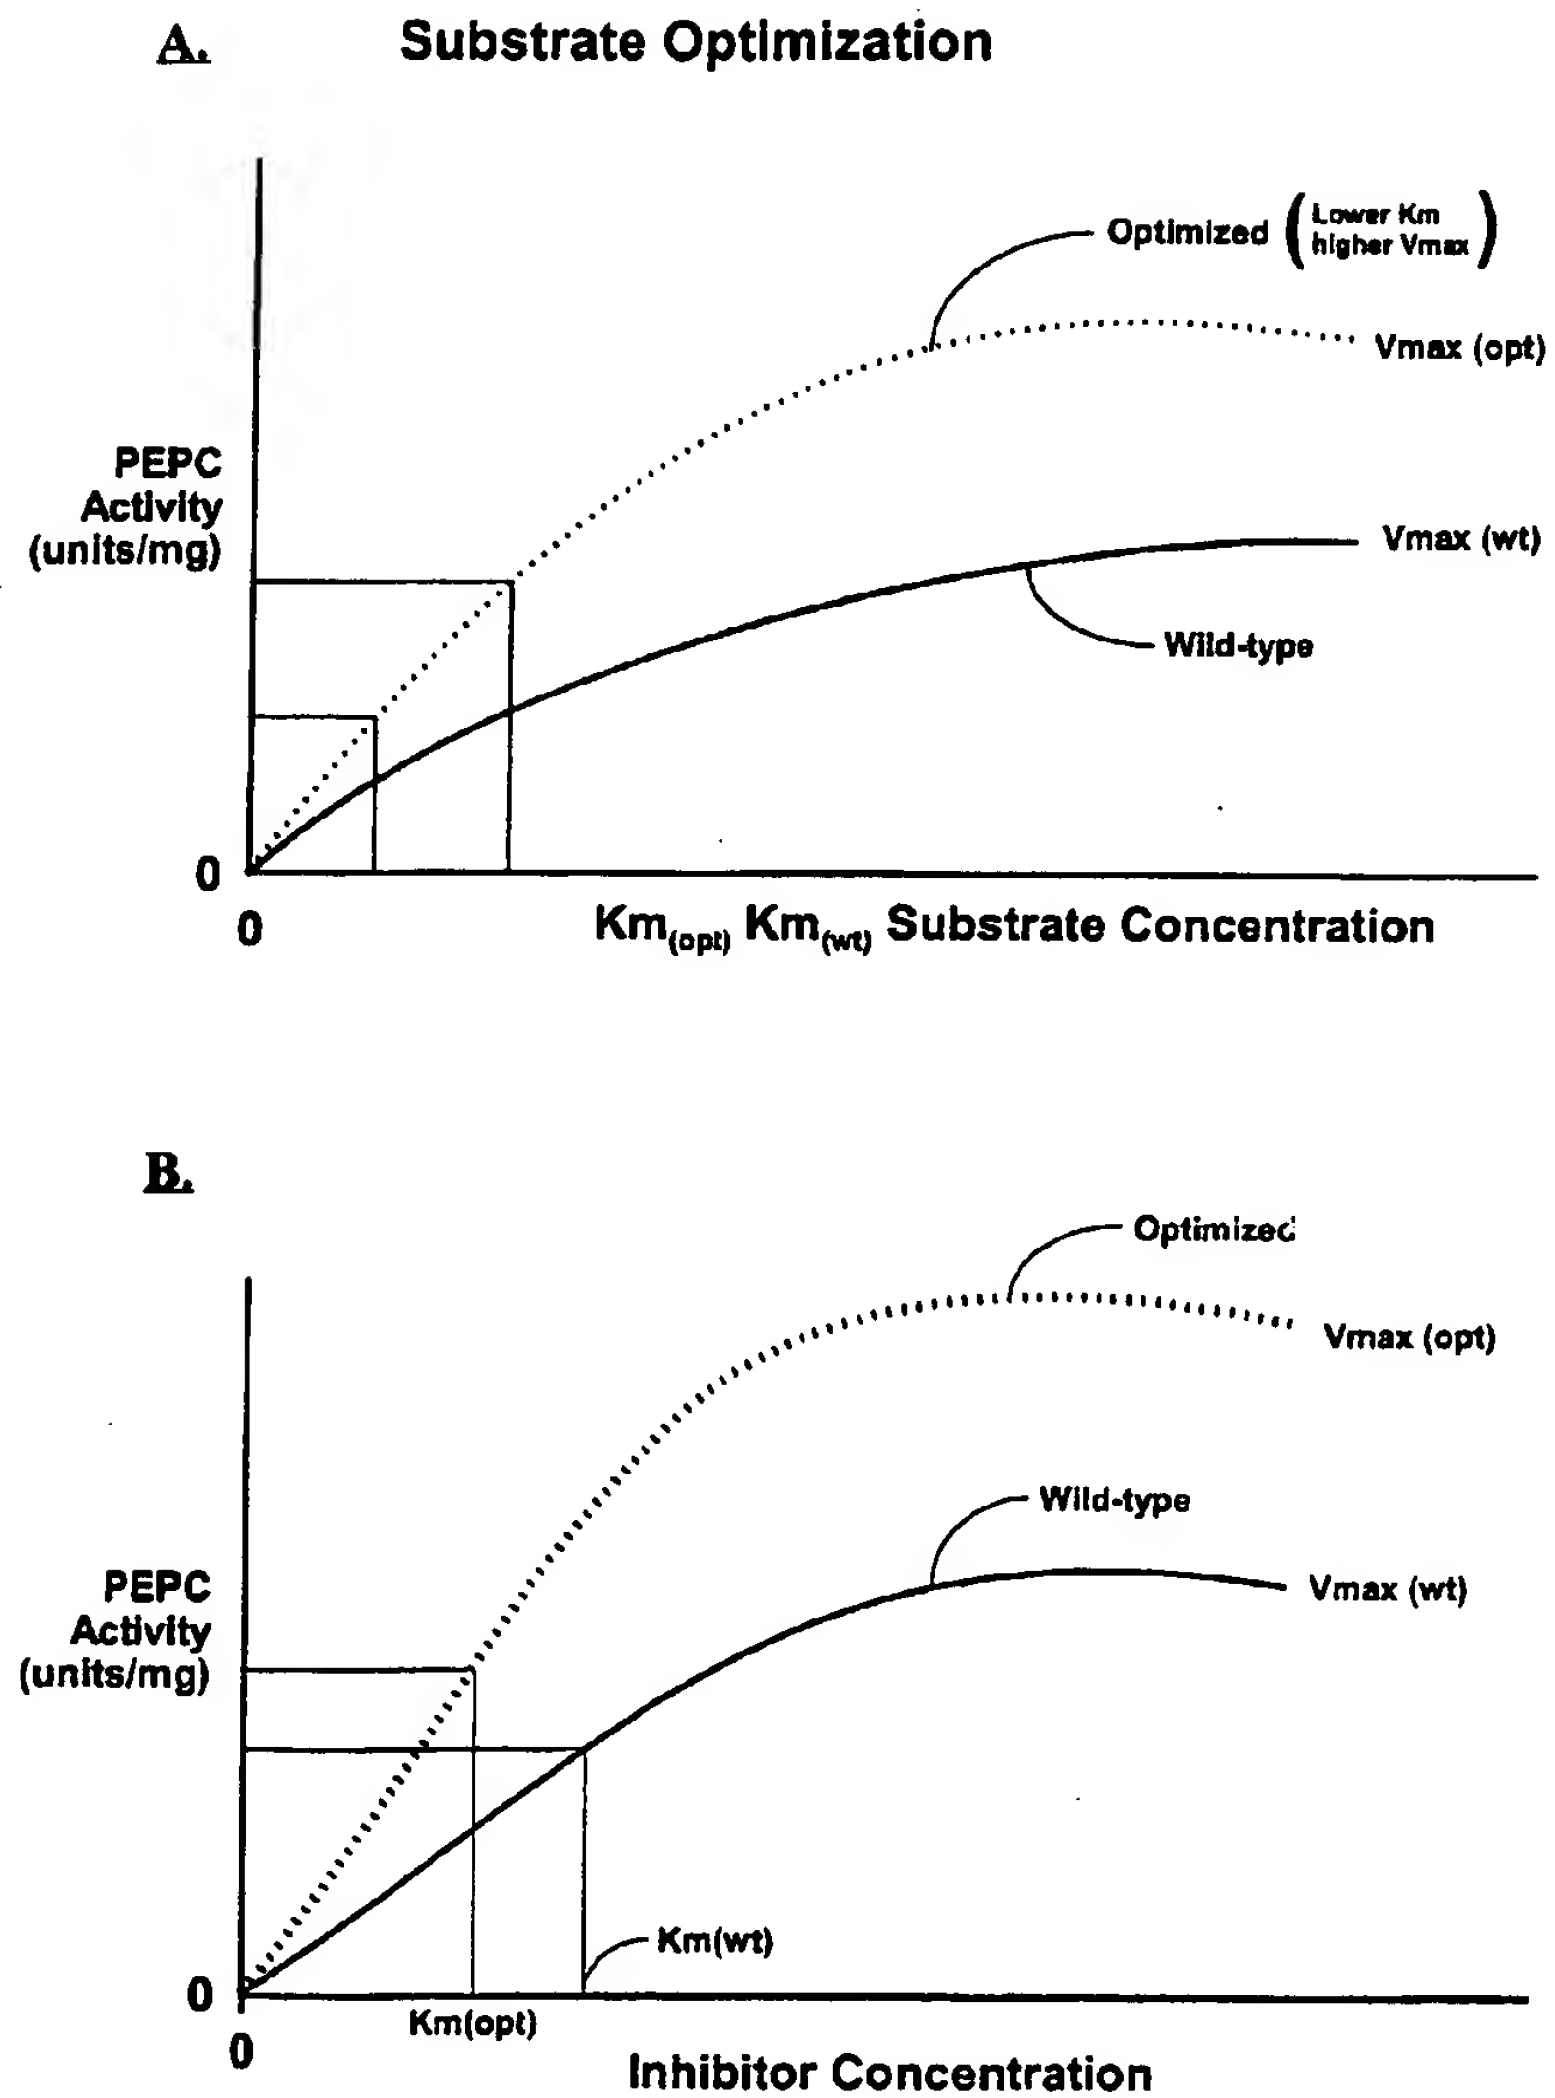 A. Substrate Optimization
Optimized ( Lower Km
higher Vmax )
Vmax (opt)
PEPC
Activity
(units/mg)
Vmax (wt)
Wild-type
0
0
Km(opt) Km(wt) Substrate Concentration
B.
Optimized
Vmax (opt)
Wild-type
PEPC
Activity
(units/mg)
Vmax (wt)
Km(wt)
0
Km(opt)
0
Inhibitor Concentration